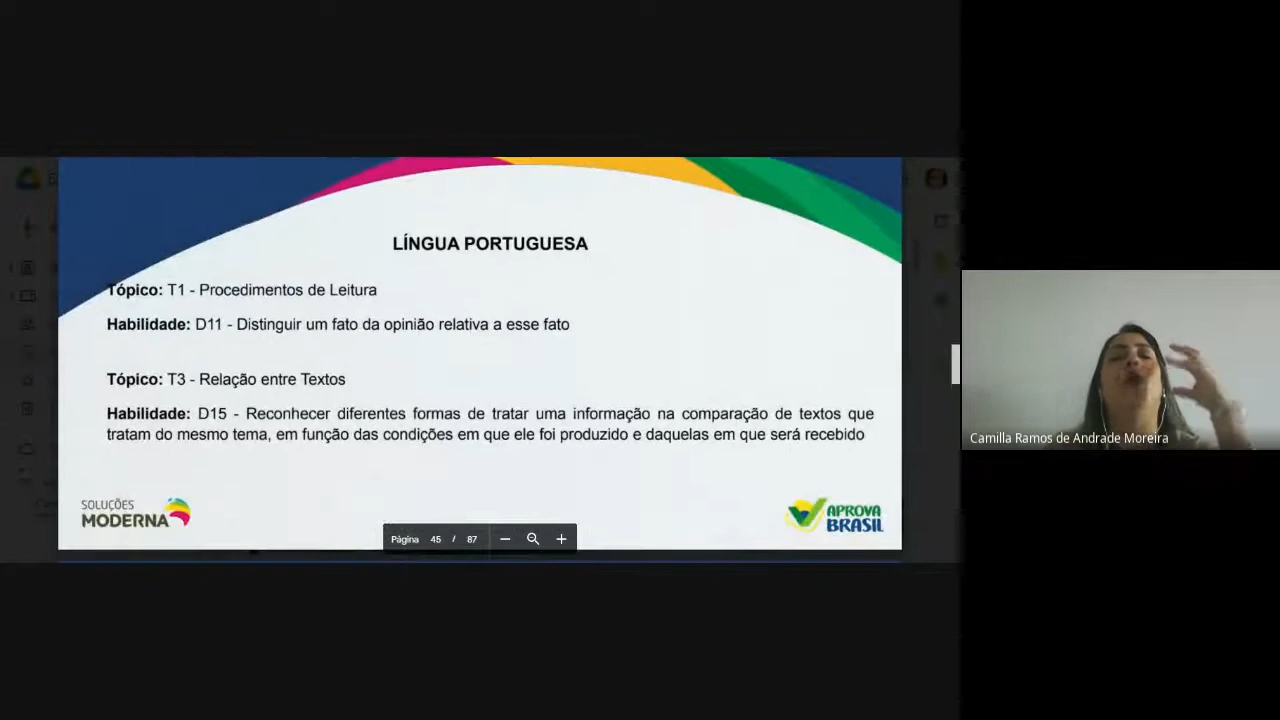 LÍNGUA PORTUGUESA
Tópico: T1 - Procedimentos de Leitura
Habilidade: D11 - Distinguir um fato da opinião relativa a esse fato
Tópico: T3 - Relação entre Textos
Habilidade: D15 - Reconhecer diferentes formas de tratar uma informação na comparação de textos que
tratam do mesmo tema, em função das condições em que ele foi produzido e daquelas em que será recebido
SOLUÇÕES
MODERNA
APROVA
BRASIL
Página 45 / 87
Camilla Ramos de Andrade Moreira